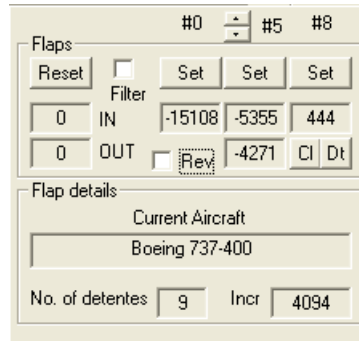 #0 #5 #8
Flaps
Reset Set Set Set
Filter
0 IN -15108 -5355 444
0 OUT Rev -4271 Cl Dt
Flap details
Current Aircraft
Boeing 737-400
No. of detentes 9 Incr 4094